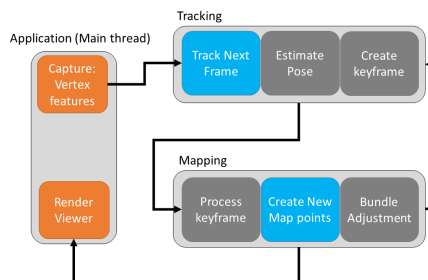 Tracking
Application (Main thread)
Capture:
Vertex
features
Track Next
Frame
Estimate
Pose
Create
keyframe
Mapping
Render
Viewer
Process
keyframe
Create New
Map points
Bundle
Adjustment